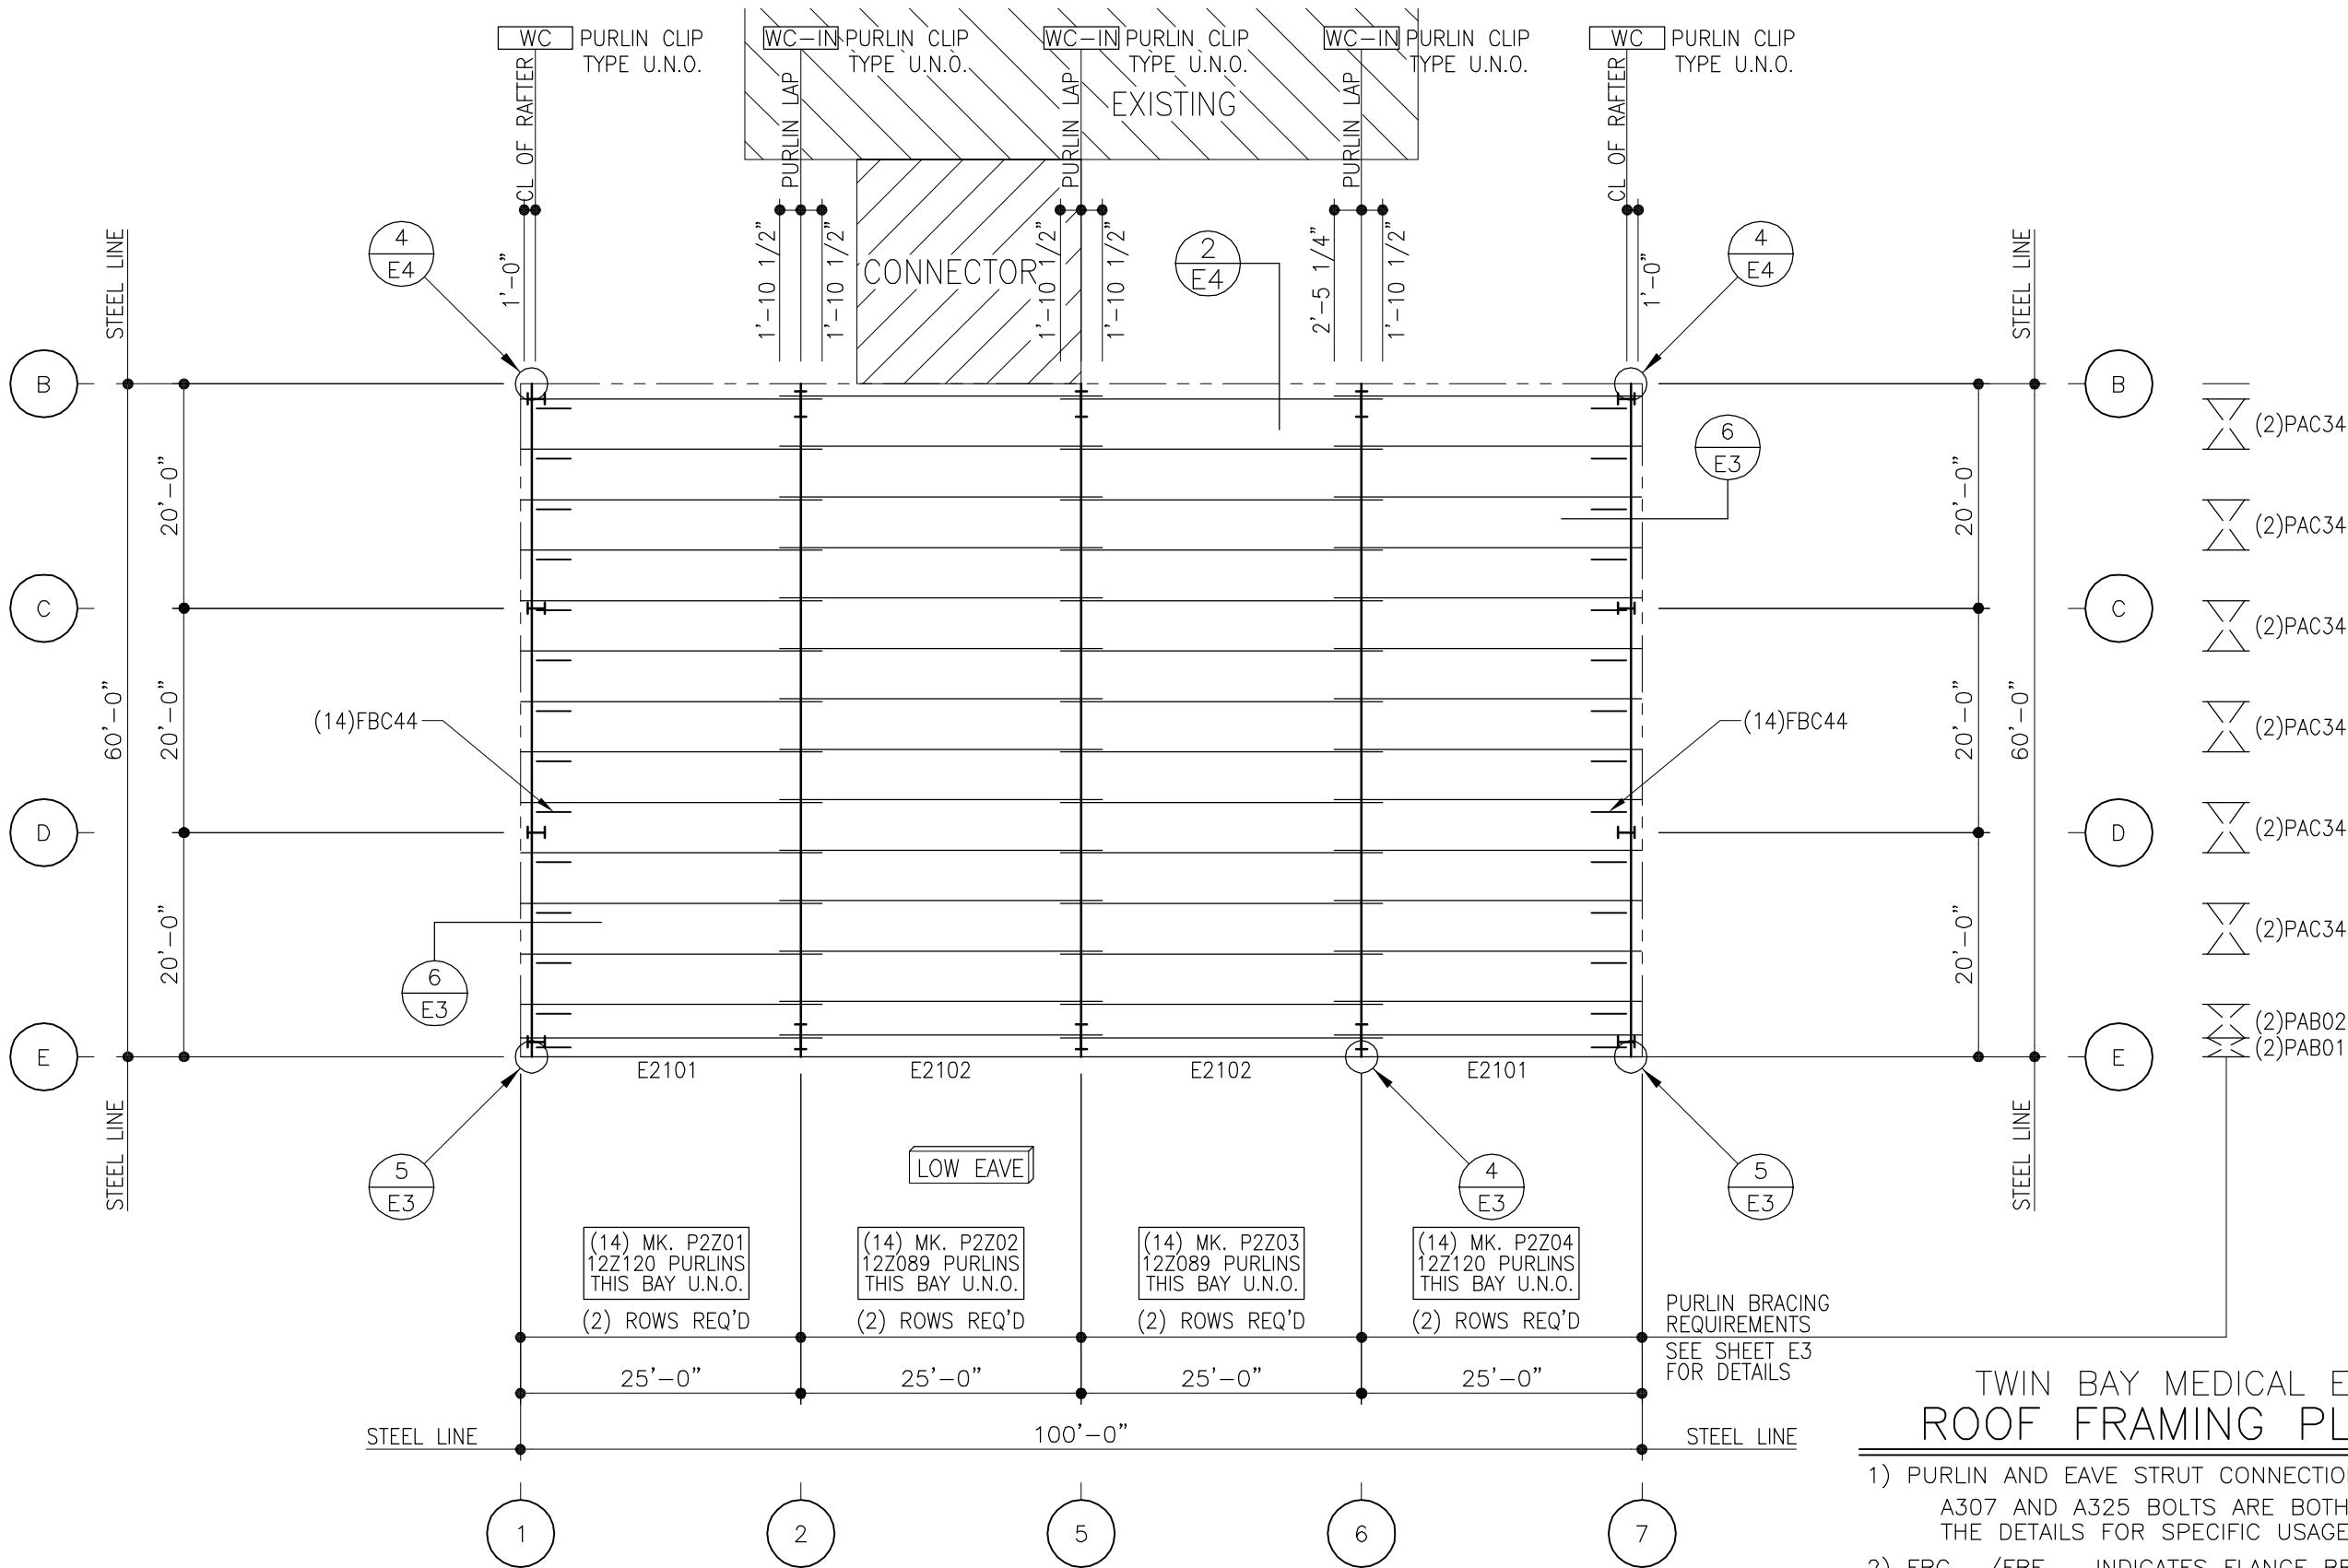 WC PURLIN CLIP
TYPE U.N.O.
WC-IN PURLIN CLIP
TYPE U.N.O.
WC-IN PURLIN CLIP
TYPE U.N.O.
WC-IN PURLIN CLIP
TYPE U.N.O.
WC PURLIN CLIP
TYPE U.N.O.
CL OF RAFTER
PURLIN LAP
PURLIN LAP
PURLIN LAP
CL OF RAFTER
EXISTING
CONNECTOR
1'-0"
1'-10 1/2"
1'-10 1/2"
1'-10 1/2"
1'-10 1/2"
2'-5 1/4"
1'-10 1/2"
1'-0"
4
E4
2
E4
4
E4
STEEL LINE
STEEL LINE
B
B
(2)PAC34
6
E3
20'-0"
20'-0"
(2)PAC34
C
C
(2)PAC34
60'-0"
20'-0"
(14)FBC44
(14)FBC44
20'-0"
60'-0"
(2)PAC34
D
D
(2)PAC34
20'-0"
20'-0"
(2)PAC34
6
E3
(2)PAB02
(2)PAB01
E
E
E2101
E2102
E2102
E2101
STEEL LINE
STEEL LINE
5
E3
LOW EAVE
4
E3
5
E3
(14) MK. P2Z01
12Z120 PURLINS
THIS BAY U.N.O.
(2) ROWS REQ'D
(14) MK. P2Z02
12Z089 PURLINS
THIS BAY U.N.O.
(2) ROWS REQ'D
(14) MK. P2Z03
12Z089 PURLINS
THIS BAY U.N.O.
(2) ROWS REQ'D
(14) MK. P2Z04
12Z120 PURLINS
THIS BAY U.N.O.
(2) ROWS REQ'D
PURLIN BRACING
REQUIREMENTS
SEE SHEET E3
FOR DETAILS
25'-0"
25'-0"
25'-0"
25'-0"
STEEL LINE
100'-0"
STEEL LINE
1
2
5
6
7
TWIN BAY MEDICAL
ROOF FRAMING
1) PURLIN AND EAVE STRUT
A307 AND A325 BOLTS ARE BOTH
THE DETAILS FOR SPECIFIC USAGE